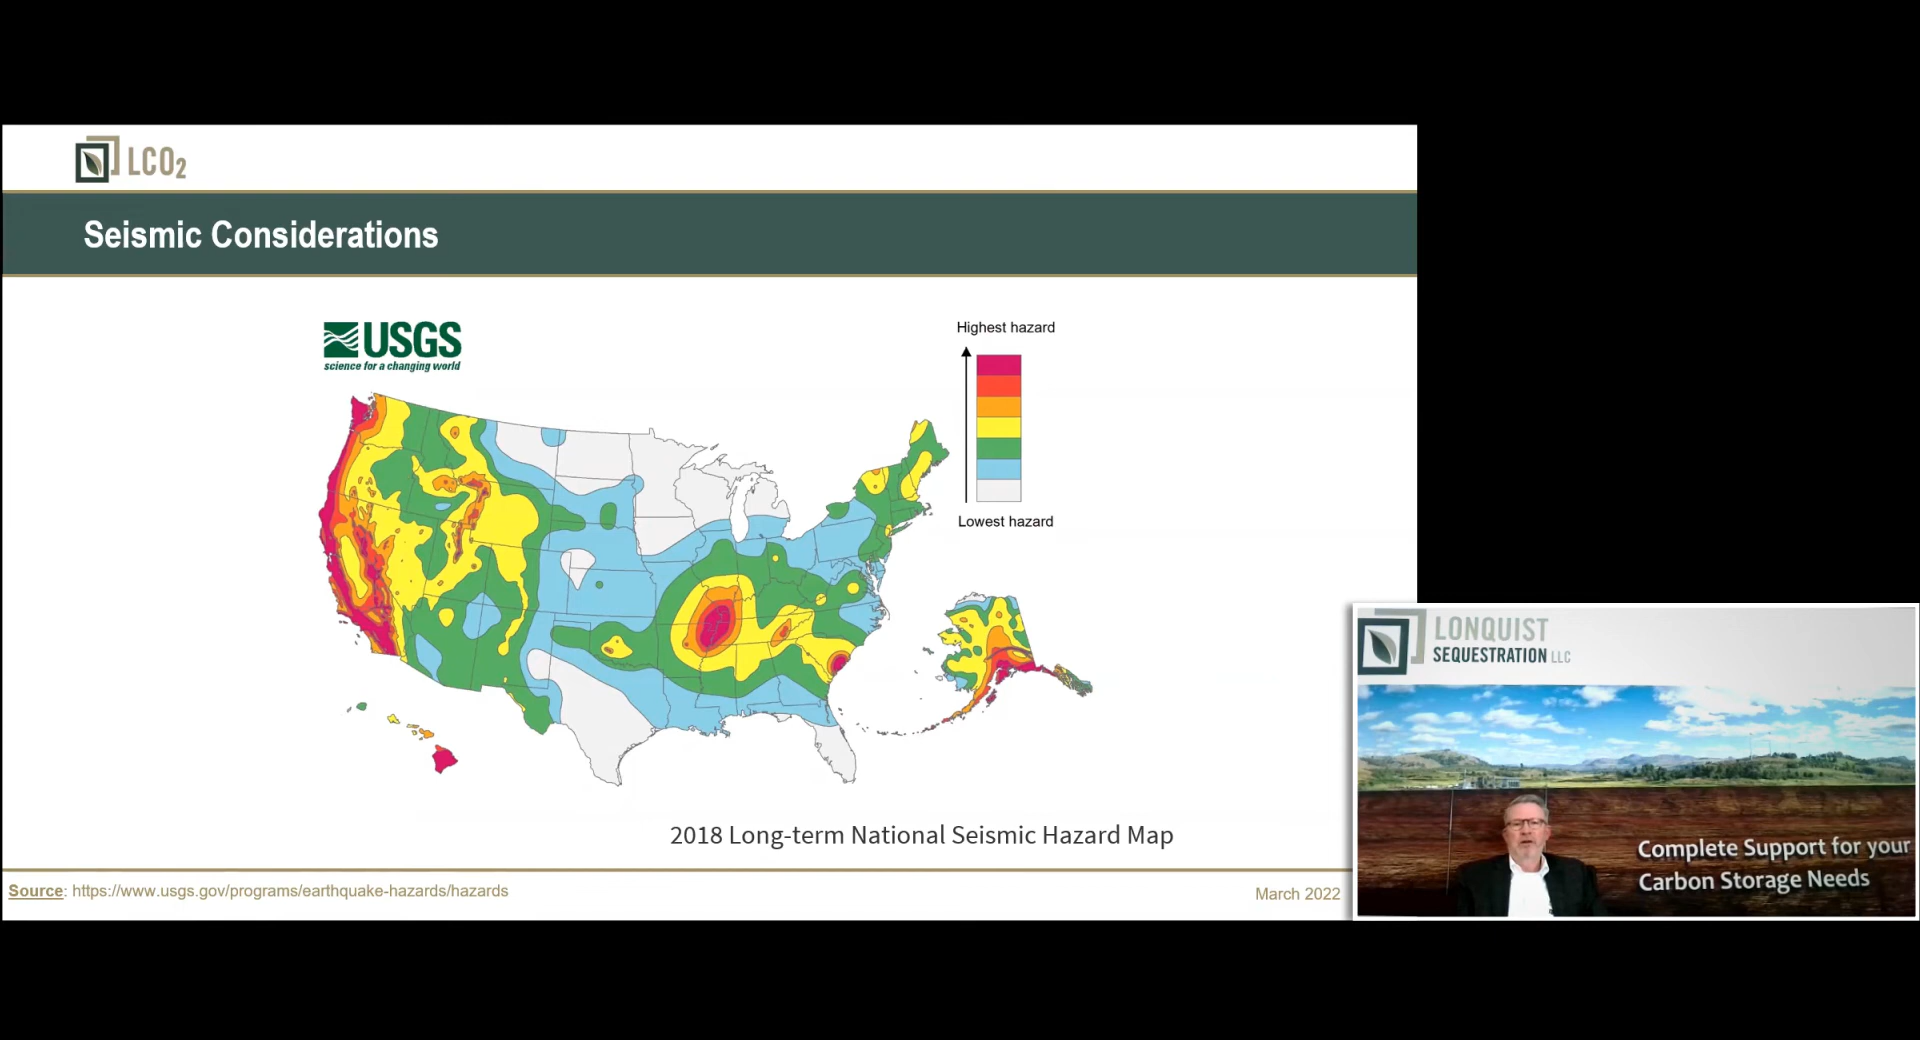 LCO2
Seismic Considerations
USGS
science for a changing world
Highest hazard
Lowest hazard
2018 Long-term National Seismic Hazard Map
Source: https://www.usgs.gov/programs/earthquake-hazards/hazards
March 2022
LONQUIST
SEQUESTRATION LLC
Complete Support for your
Carbon Storage Needs